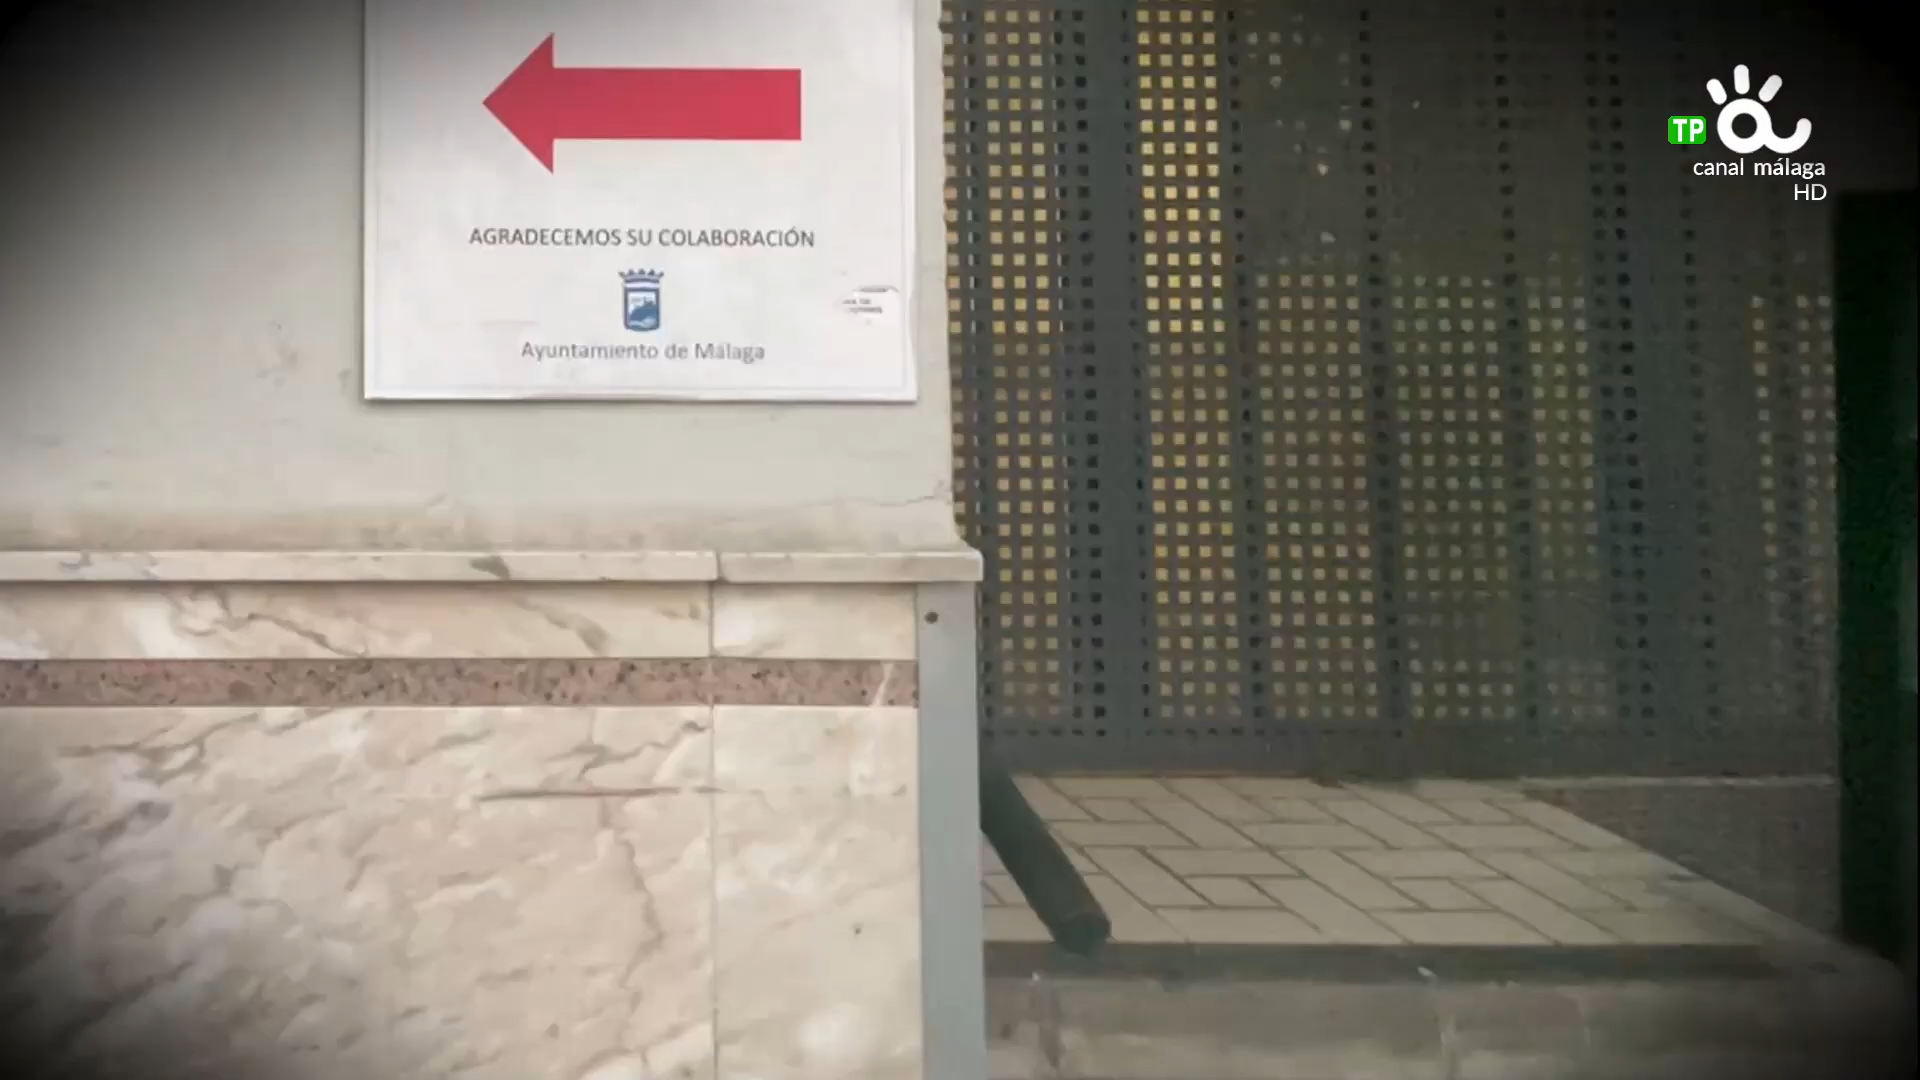 AGRADECEMOS SU COLABORACIÓN
Ayuntamiento de Málaga
TP
canal málaga
HD